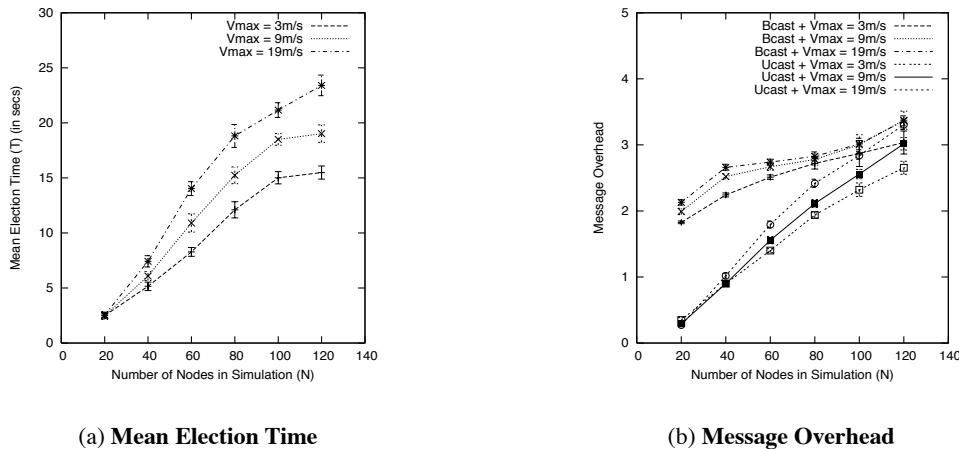 30
25
20
15
10
5
0
0 20 40 60 80 100 120 140
Mean Election Time (T) (in secs)
Number of Nodes in Simulation (N)
Vmax = 3m/s
Vmax = 9m/s
Vmax = 19m/s
(a) Mean Election Time
5
4
3
2
1
0
0 20 40 60 80 100 120 140
Message Overhead
Number of Nodes in Simulation (N)
Bcast + Vmax = 3m/s
Bcast + Vmax = 9m/s
Bcast + Vmax = 19m/s
Ucast + Vmax = 3m/s
Ucast + Vmax = 9m/s
Ucast + Vmax = 19m/s
(b) Message Overhead